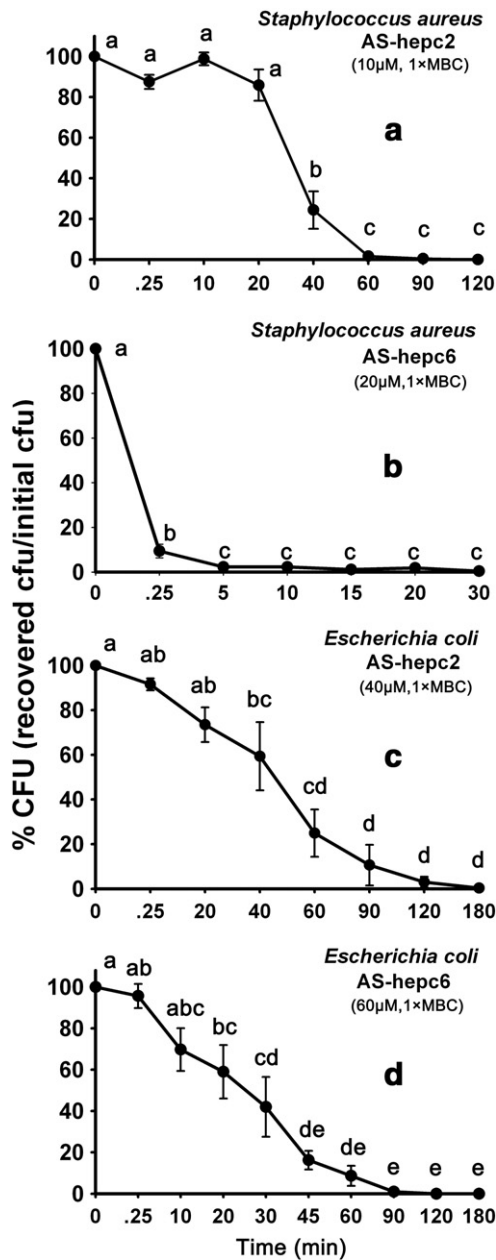 % CFU (recovered cfu/initial cfu)
Staphylococcus aureus
AS-hepc2
(10µM, 1×MBC)
a
100
80
60
40
20
0
a a a a b c c c
0 .25 10 20 40 60 90 120
Staphylococcus aureus
AS-hepc6
(20µM,1×MBC)
b
100
80
60
40
20
0
a b c c c c c
0 .25 5 10 15 20 30
Escherichia coli
AS-hepc2
(40µM,1×MBC)
c
100
80
60
40
20
0
a ab ab bc cd d d d
0 .25 20 40 60 90 120 180
Escherichia coli
AS-hepc6
(60µM,1×MBC)
d
100
80
60
40
20
0
a ab abc bc cd de de e e e
0 .25 10 20 30 45 60 90 120 180
Time (min)